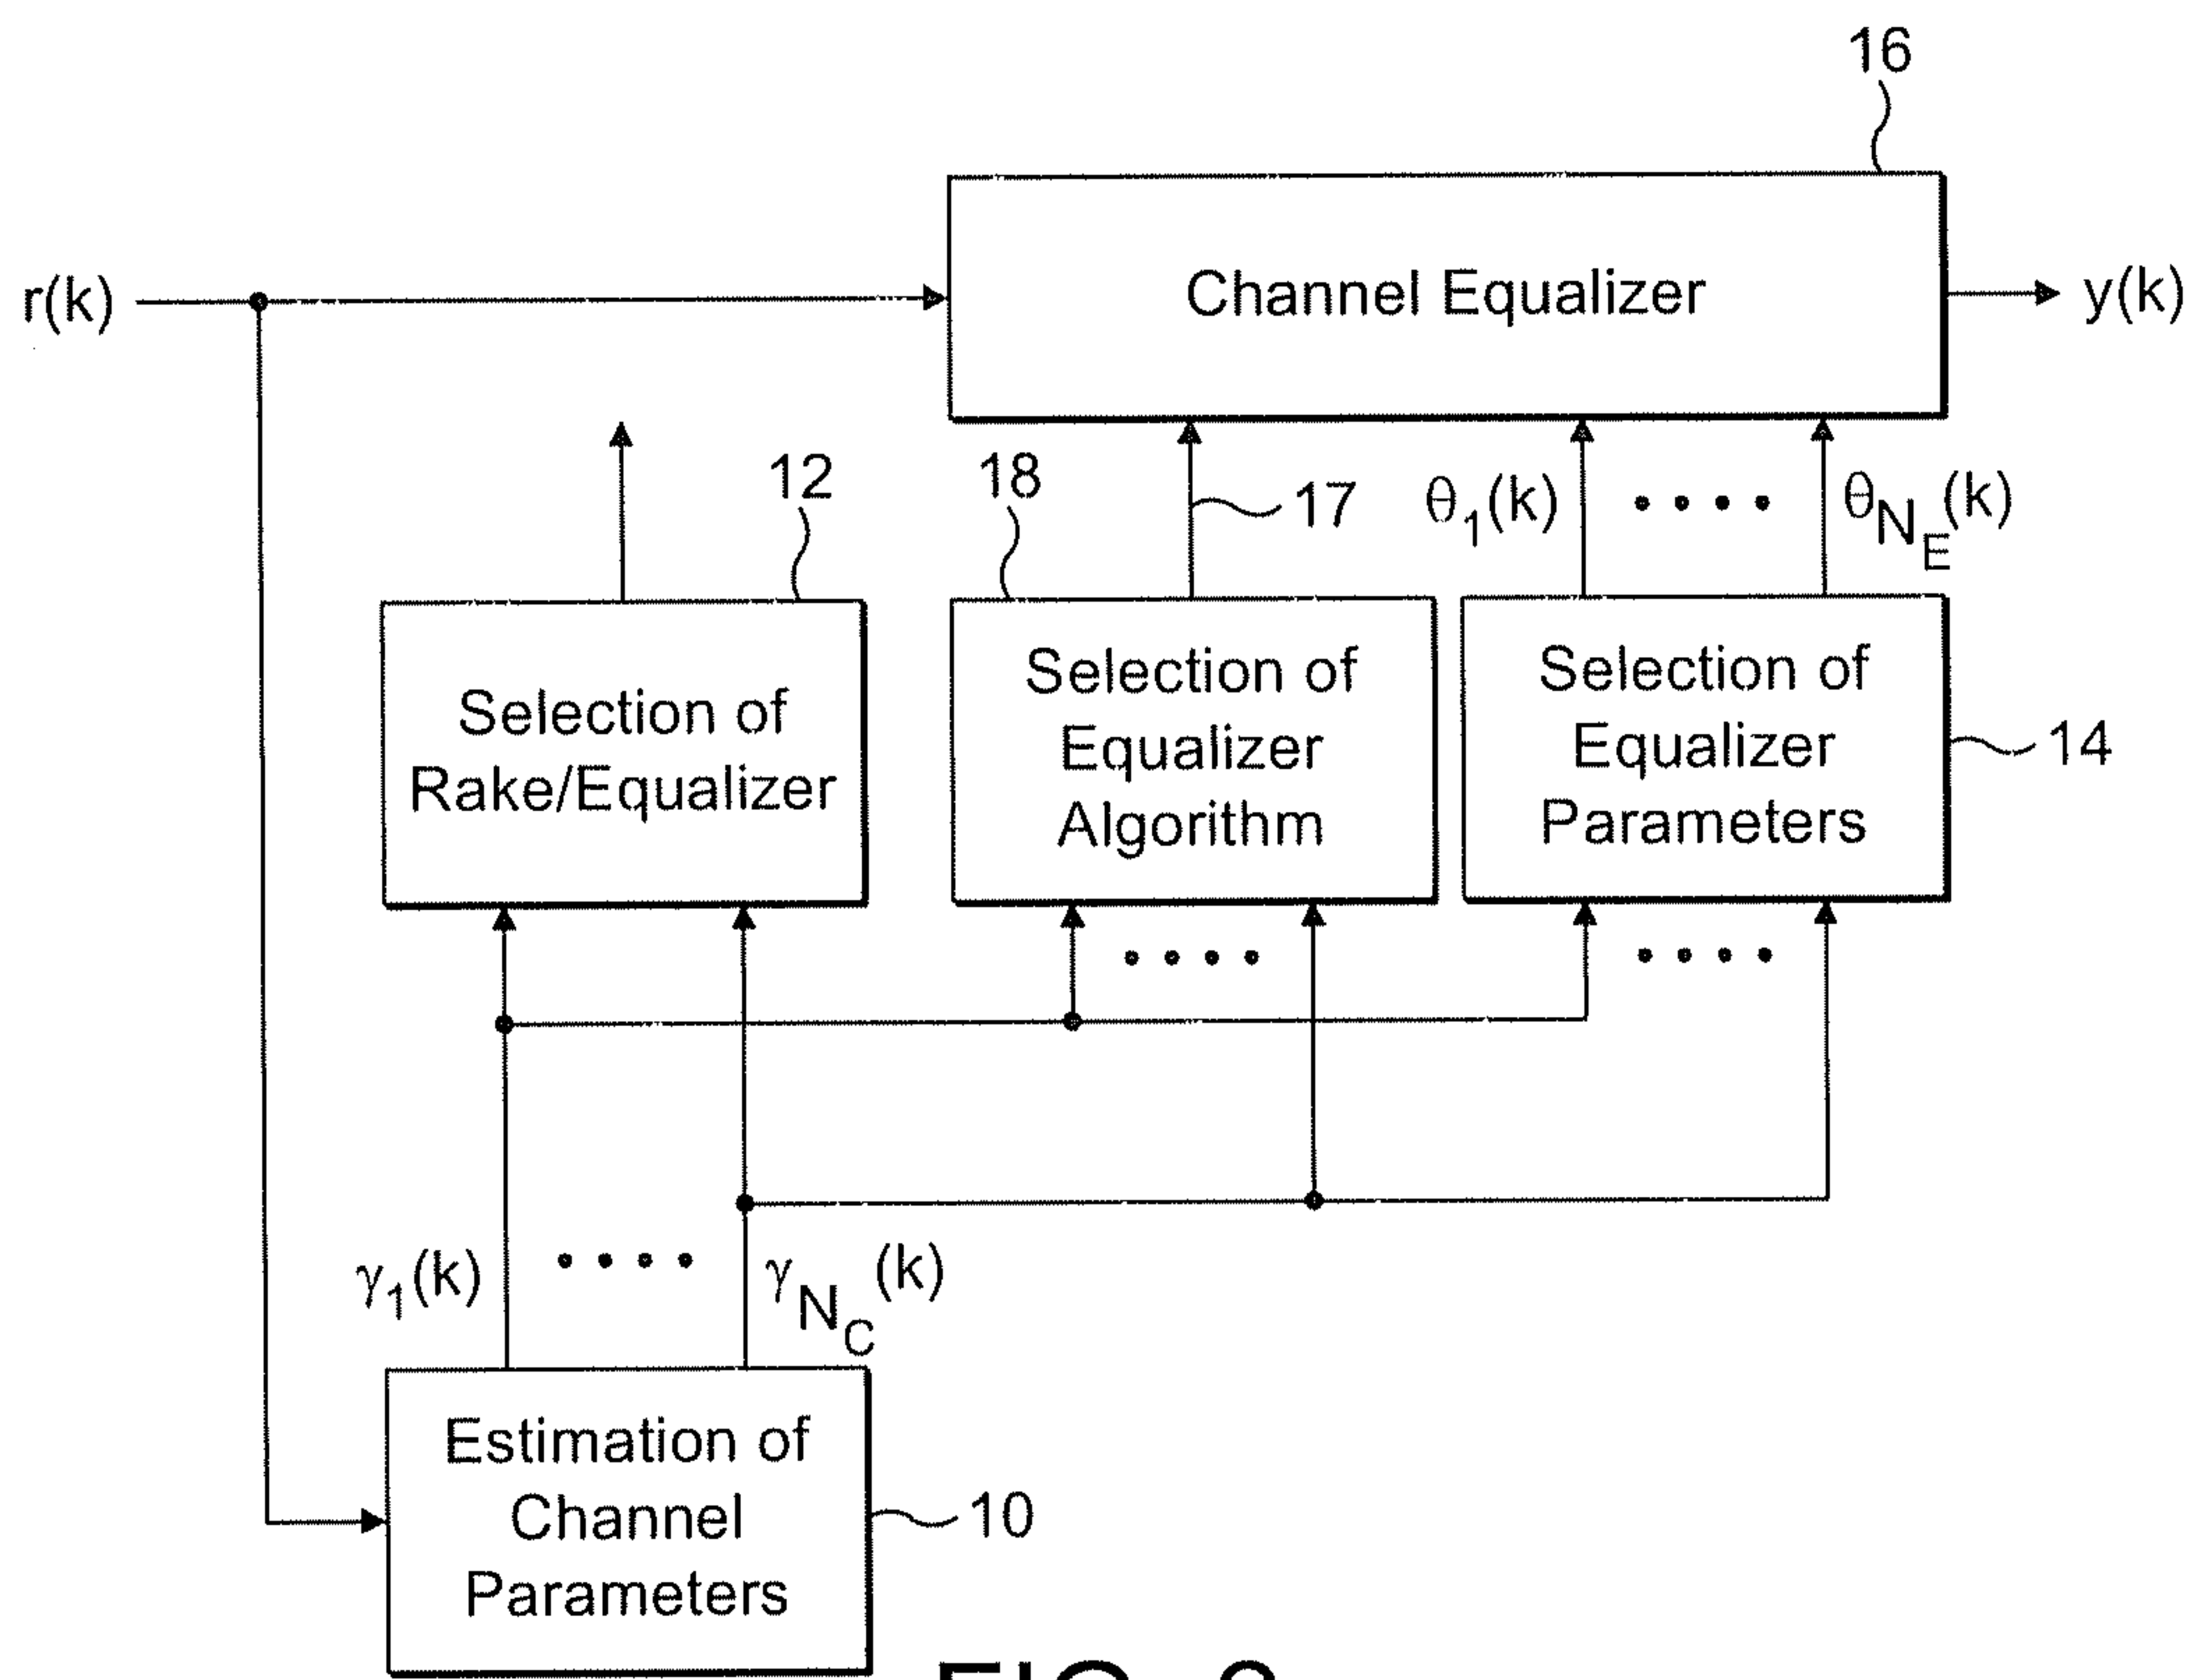 16
Channel Equalizer
r(k)
y(k)
12
18
17
θ1(k)
θNE(k)
Selection of
Rake/Equalizer
Selection of
Equalizer
Algorithm
Selection of
Equalizer
Parameters
14
γ1(k)
γNC(k)
Estimation of
Channel
Parameters
10